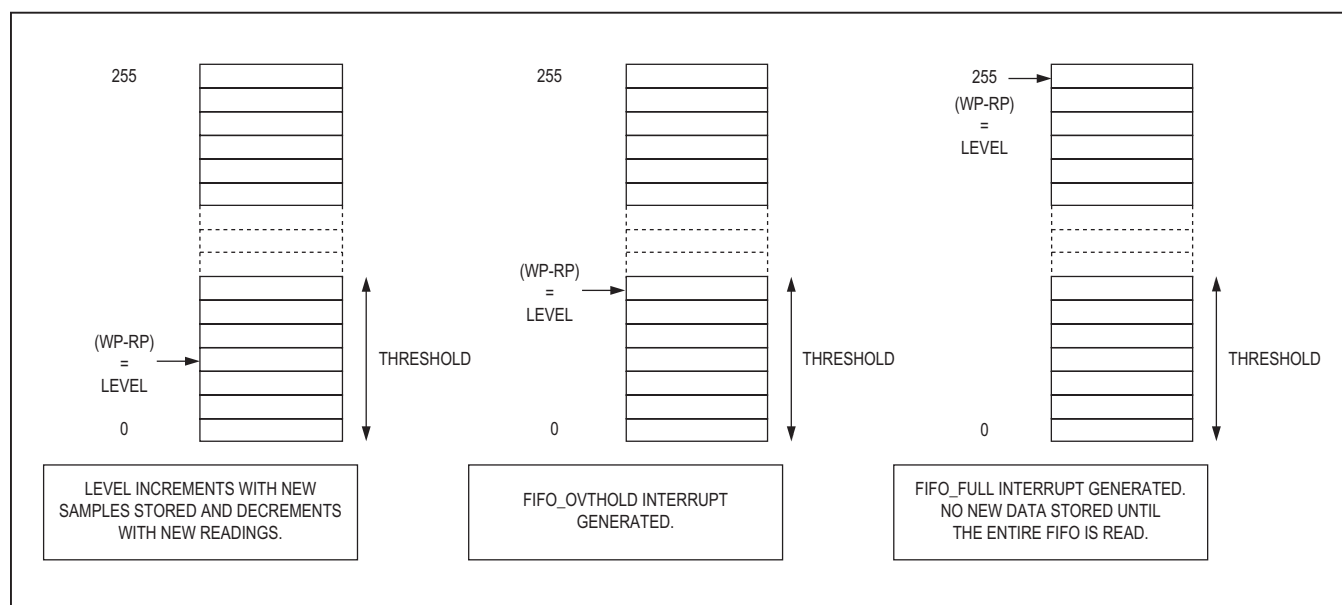 255
(WP-RP)
=
LEVEL
0
THRESHOLD
LEVEL INCREMENTS WITH NEW
SAMPLES STORED AND DECREMENTS
WITH NEW READINGS.
255
(WP-RP)
=
LEVEL
0
THRESHOLD
FIFO_OVTHOLD INTERRUPT
GENERATED.
255
(WP-RP)
=
LEVEL
0
THRESHOLD
FIFO_FULL INTERRUPT GENERATED.
NO NEW DATA STORED UNTIL
THE ENTIRE FIFO IS READ.